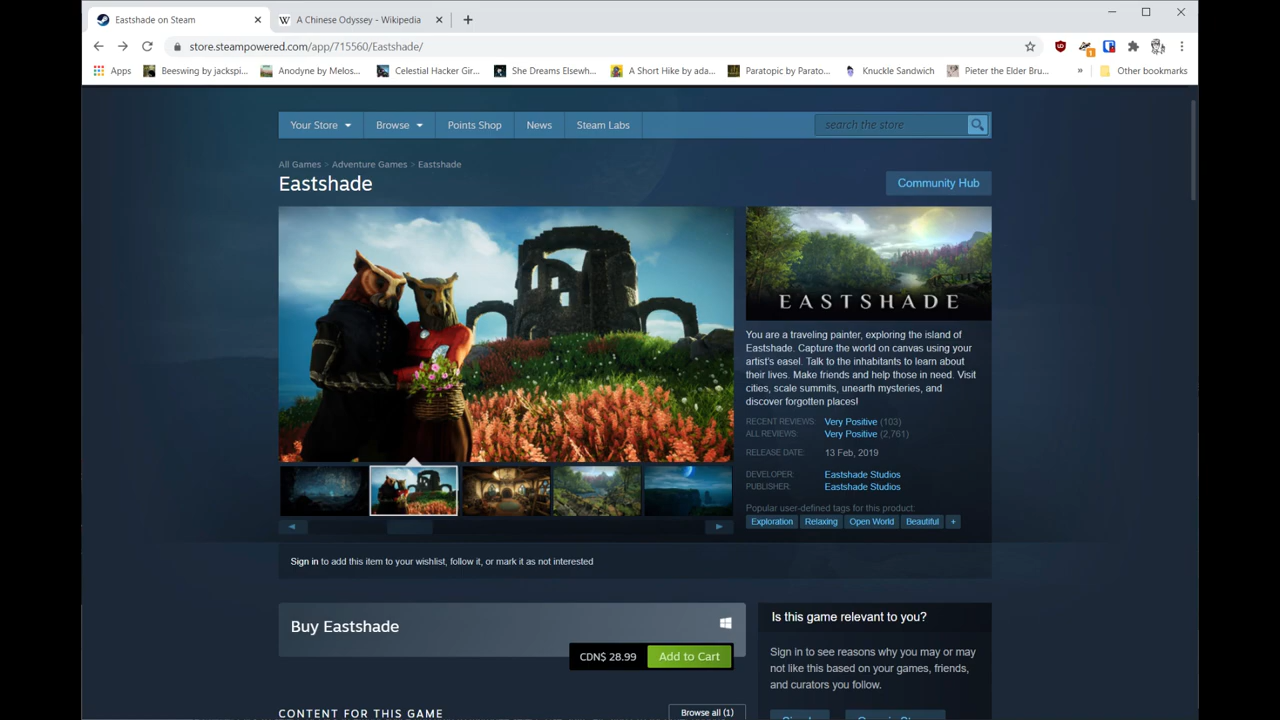 Eastshade on Steam
A Chinese Odyssey - Wikipedia
store.steampowered.com/app/715560/Eastshade/
Apps
Beeswing by jackspi...
Anodyne by Melos...
Celestial Hacker Gir...
She Dreams Elsewh...
A Short Hike by ada...
Paratopic by Parato...
Knuckle Sandwich
Pieter the Elder Bru...
Other bookmarks
Your Store
Browse
Points Shop
News
Steam Labs
search the store
All Games > Adventure Games > Eastshade
Eastshade
Community Hub
EASTSHADE
You are a traveling painter, exploring the island of
Eastshade. Capture the world on canvas using your
artist's easel. Talk to the inhabitants to learn about
their lives. Make friends and help those in need. Visit
cities, scale summits, unearth mysteries, and
discover forgotten places!
RECENT REVIEWS: Very Positive (103)
ALL REVIEWS: Very Positive (2,761)
RELEASE DATE: 13 Feb, 2019
DEVELOPER: Eastshade Studios
PUBLISHER: Eastshade Studios
Popular user-defined tags for this product:
Exploration Relaxing Open World Beautiful +
Sign in to add this item to your wishlist, follow it, or mark it as not interested
Buy Eastshade
CDN$ 28.99 Add to Cart
Is this game relevant to you?
Sign in to see reasons why you may or
may not like this based on your games, friends,
and curators you follow.
CONTENT FOR THIS GAME
Browse all (1)